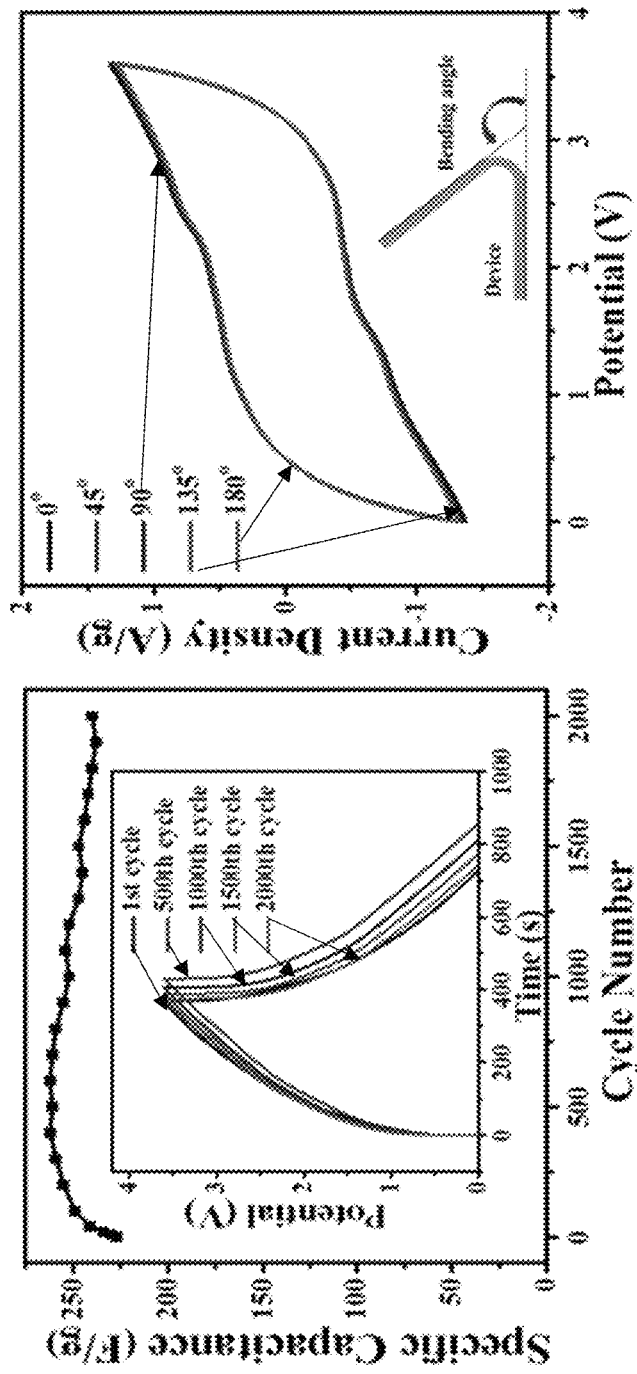 Specific Capacitance (F/g)
250
150
100
50
0
0
500
1000
1500
2000
Cycle Number
Potential (V)
4
3
2
1
0
0
200
400
600
800
1000
Time (s)
1st cycle
500th cycle
1000th cycle
1500th cycle
2000th cycle
Current Density (A/g)
2
1
0
-1
-2
0
1
2
3
4
Potential (V)
0°
45°
90°
135°
180°
Device
Bending angle